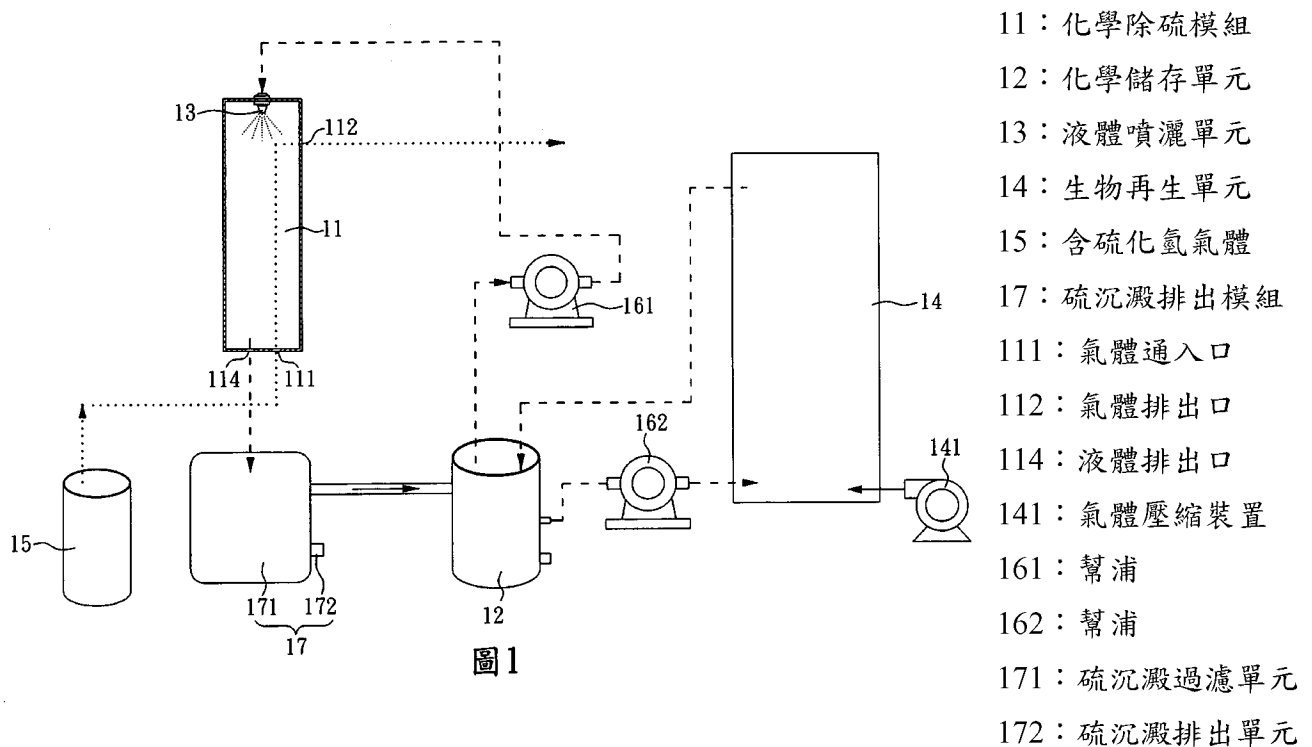 13
112
11
161
14
114
111
162
141
15
171
172
17
12
圖1
11：化學除硫模組
12：化學儲存單元
13：液體噴灑單元
14：生物再生單元
15：含硫化氫氣體
17：硫沉澱排出模組
111：氣體通入口
112：氣體排出口
114：液體排出口
141：氣體壓縮裝置
161：幫浦
162：幫浦
171：硫沉澱過濾單元
172：硫沉澱排出單元